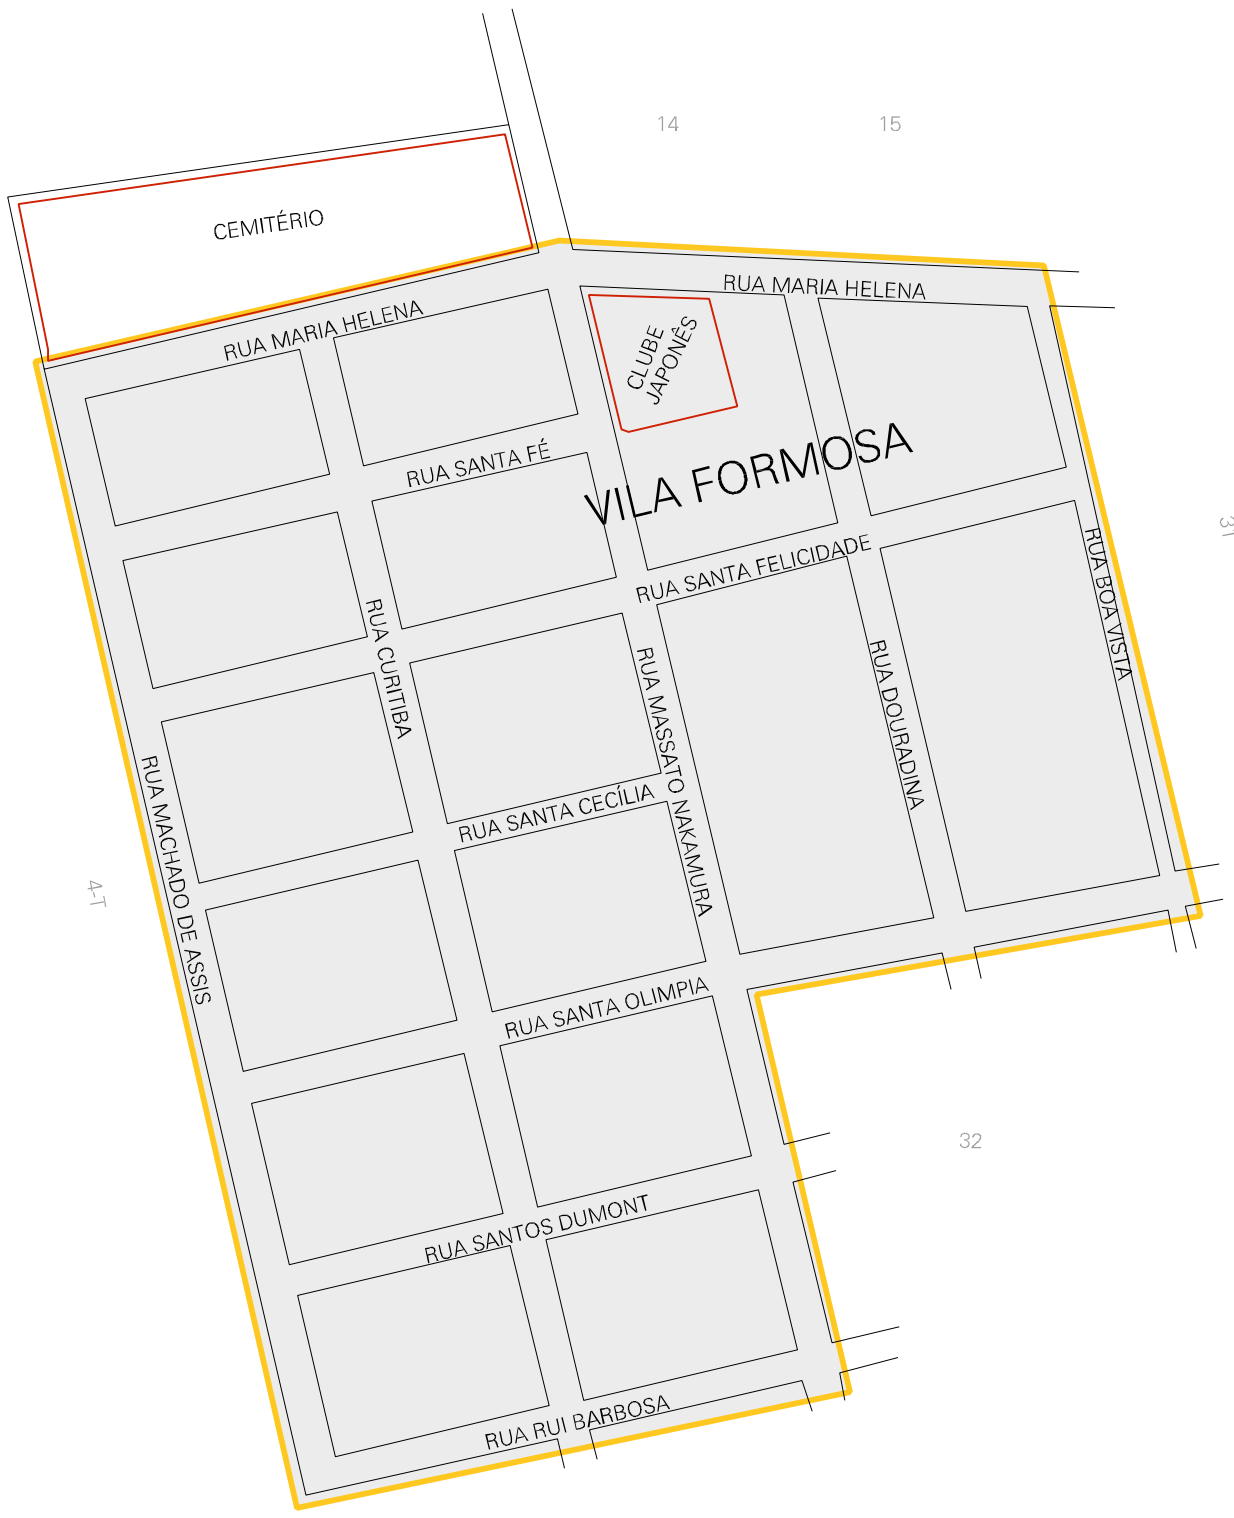 14
15
CEMITÉRIO
RUA MARIA HELENA
RUA MARIA HELENA
CLUBE
JAPONÊS
RUA SANTA FÉ
VILA FORMOSA
RUA SANTA FELICIDADE
RUA BOA VISTA
RUA CURITIBA
RUA MASSATO NAKAMURA
RUA DOURADINA
RUA MACHADO DE ASSIS
RUA SANTA CECÍLIA
4-T
RUA SANTA OLIMPIA
32
RUA SANTOS DUMONT
RUA RUI BARBOSA